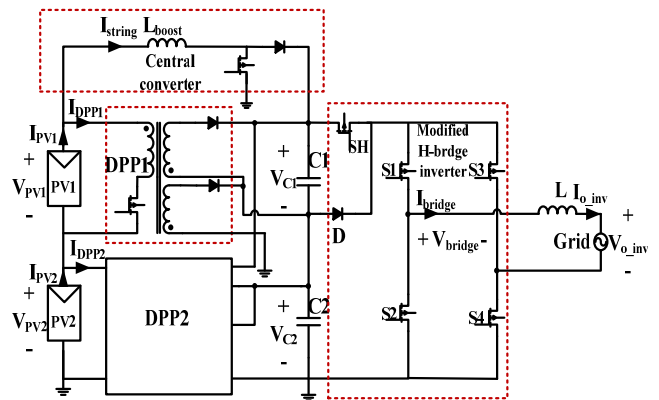 I_string L_boost
Central
converter
I_DPP1
I_PV1
+
V_PV1
-
PV1
DPP1
+
V_C1
-
C1
SH
Modified
H-brdge
inverter
S1
S3
I_bridge
L
I_o_inv
+
D
+ V_bridge -
Grid
V_o_inv
-
I_DPP2
I_PV2
+
V_PV2
-
PV2
DPP2
+
V_C2
-
C2
S2
S4